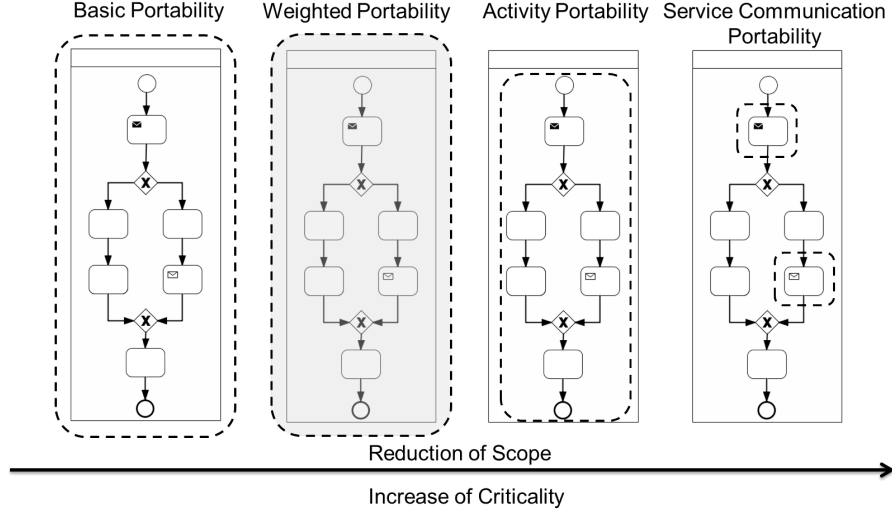 Basic Portability
Weighted Portability
Activity Portability
Service Communication
Portability
X
X
X
X
X
X
X
X
Reduction of Scope
Increase of Criticality